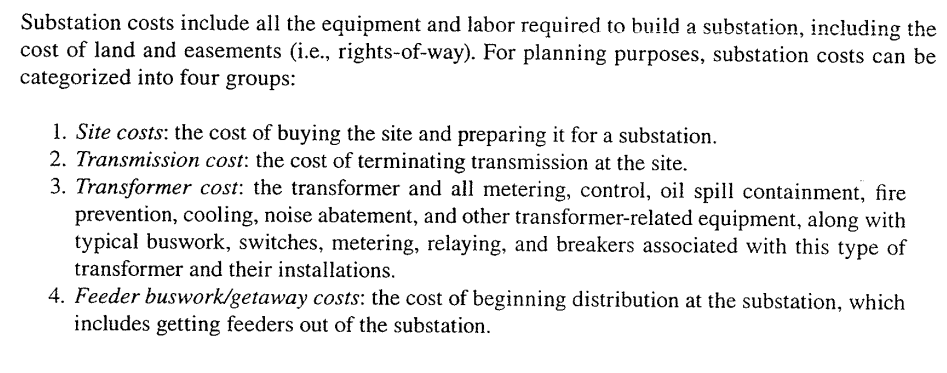 Substation costs include all the equipment and labor required to build a substation, including the
cost of land and easements (i.e., rights-of-way). For planning purposes, substation costs can be
categorized into four groups:
1. Site costs: the cost of buying the site and preparing it for a substation.
2. Transmission cost: the cost of terminating transmission at the site.
3. Transformer cost: the transformer and all metering, control, oil spill containment, fire
prevention, cooling, noise abatement, and other transformer-related equipment, along with
typical buswork, switches, metering, relaying, and breakers associated with this type of
transformer and their installations.
4. Feeder buswork/getaway costs: the cost of beginning distribution at the substation, which
includes getting feeders out of the substation.